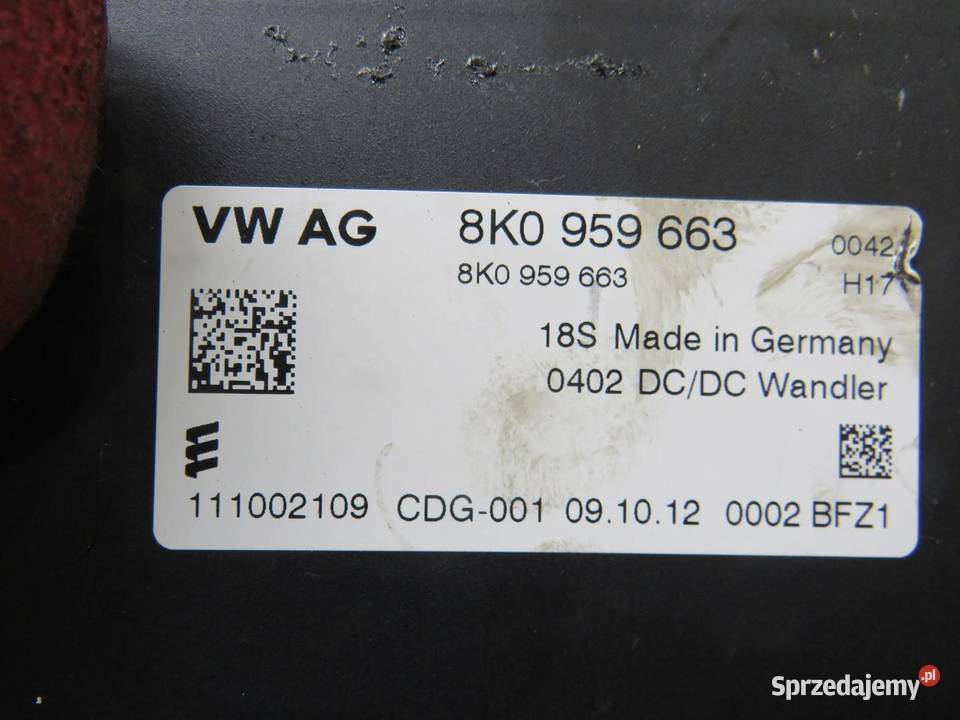 VW AG 8K0 959 663 0042
8K0 959 663 H17
18S Made in Germany
0402 DC/DC Wandler
111002109 CDG-001 09.10.12 0002 BFZ1
Sprzedajemy.pl